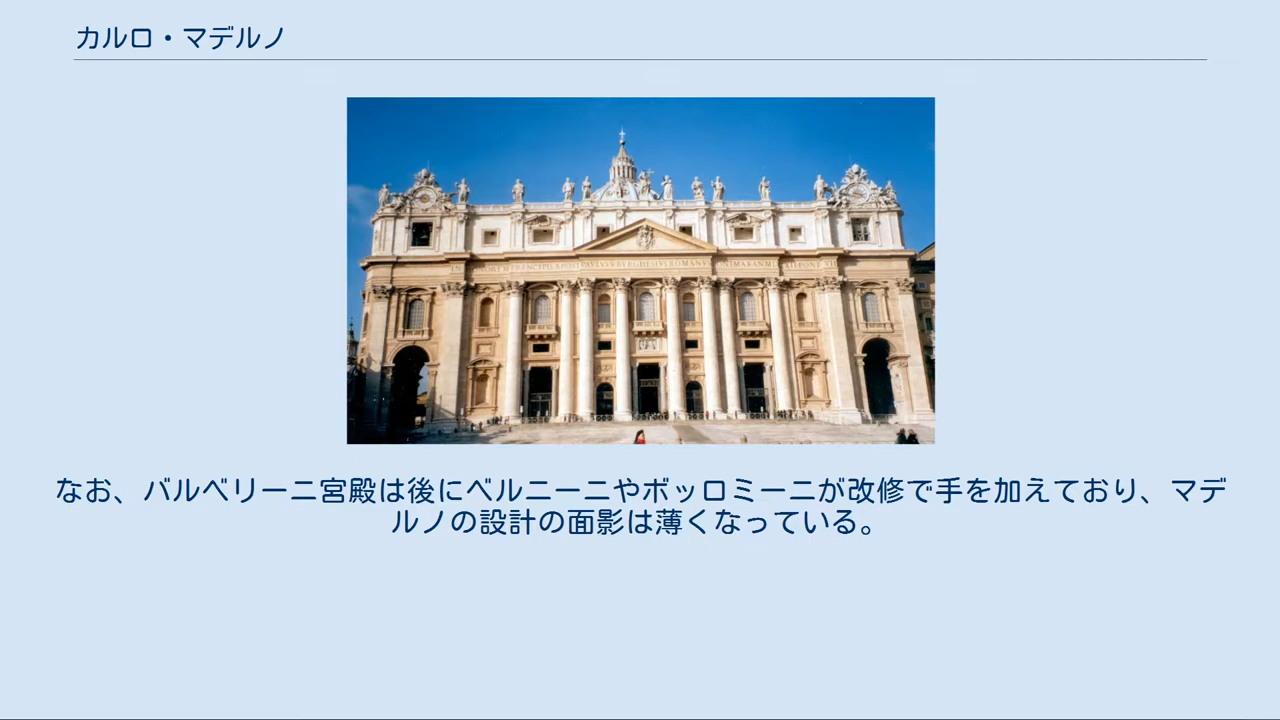 カルロ・マデルノ
なお、バルベリーニ宮殿は後にベルニーニやボッロミーニが改修で手を加えており、マデ
ルノの設計の面影は薄くなっている。